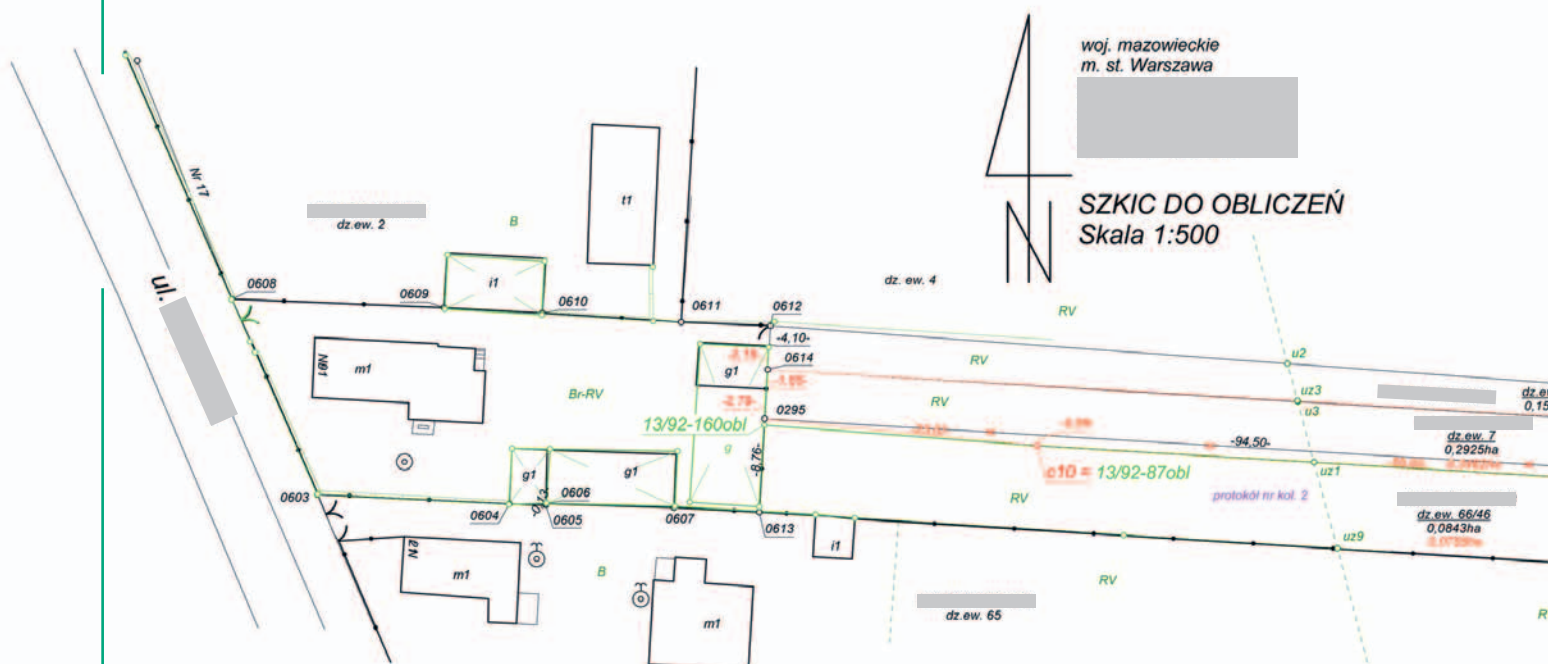 woj. mazowieckie
m. st. Warszawa
SZKIC DO OBLICZEŃ
Skala 1:500
N
Nr 17
dz.ew. 2
B
t1
i1
0608
0609
0610
0611
0612
dz. ew. 4
RV
ul.
-4,10-
0614
g1
m1
Br-RV
RV
RV
u2
uz3
u3
0295
13/92-160obl
g
-8,76-
-94,50-
c10 = 13/92-87obl
uz1
dz.ew. 7
0,2925ha
g1
g1
0603
0604
0605
0606
0607
0613
RV
protokół nr kol. 2
dz.ew. 66/46
0,0843ha
uz9
i1
m1
B
m1
RV
dz.ew. 65